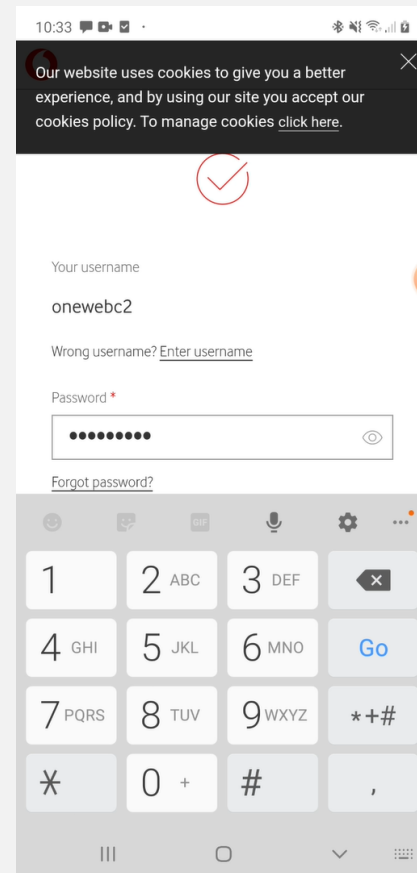 10:33
Our website uses cookies to give you a better
experience, and by using our site you accept our
cookies policy. To manage cookies click here.
Your username
onewebc2
Wrong username? Enter username
Password *
Forgot password?
GIF
1 2 ABC 3 DEF
4 GHI 5 JKL 6 MNO Go
7 PQRS 8 TUV 9 WXYZ *+#
* 0 + # ,